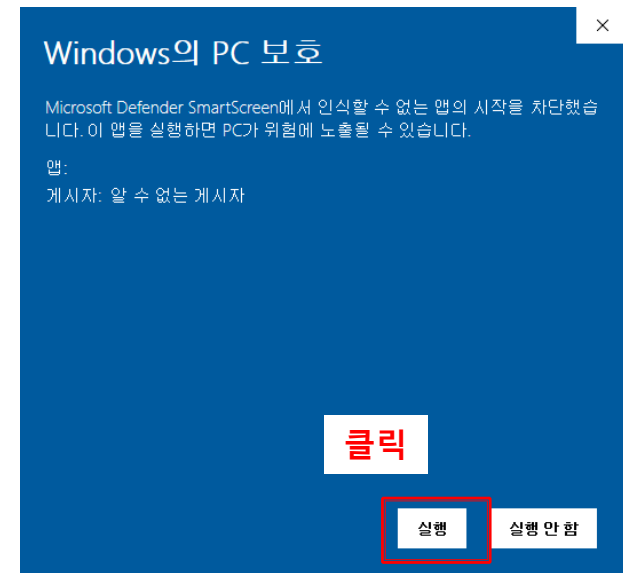 Windows의 PC 보호
Microsoft Defender SmartScreen에서 인식할 수 없는 앱의 시작을 차단했습
니다. 이 앱을 실행하면 PC가 위험에 노출될 수 있습니다.
앱:
게시자: 알 수 없는 게시자
클릭
실행 실행 안 함